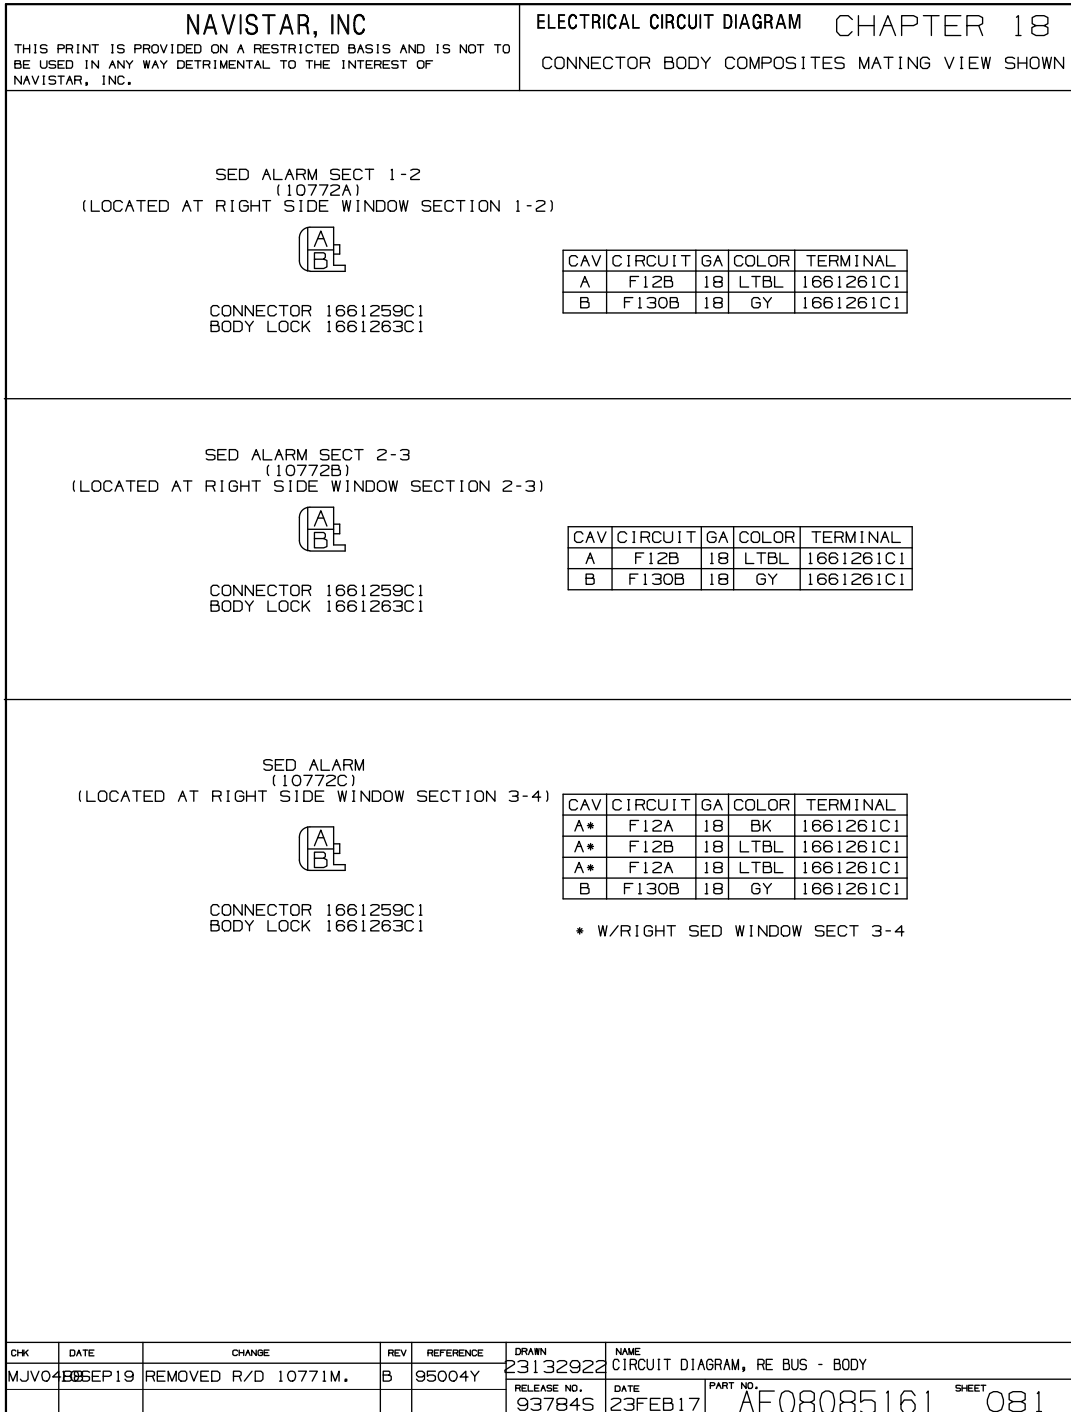 NAVISTAR, INC
THIS PRINT IS PROVIDED ON A RESTRICTED BASIS AND IS NOT TO
BE USED IN ANY WAY DETRIMENTAL TO THE INTEREST OF
NAVISTAR, INC.
ELECTRICAL CIRCUIT DIAGRAM CHAPTER 18
CONNECTOR BODY COMPOSITES MATING VIEW SHOWN
SED ALARM SECT 1-2
(10772A)
(LOCATED AT RIGHT SIDE WINDOW SECTION 1-2)
A
B
CONNECTOR 1661259C1
BODY LOCK 1661263C1
CAV CIRCUIT GA COLOR TERMINAL
A F12B 18 LTBL 1661261C1
B F130B 18 GY 1661261C1
SED ALARM SECT 2-3
(10772B)
(LOCATED AT RIGHT SIDE WINDOW SECTION 2-3)
A
B
CONNECTOR 1661259C1
BODY LOCK 1661263C1
CAV CIRCUIT GA COLOR TERMINAL
A F12B 18 LTBL 1661261C1
B F130B 18 GY 1661261C1
SED ALARM
(10772C)
(LOCATED AT RIGHT SIDE WINDOW SECTION 3-4)
A
B
CONNECTOR 1661259C1
BODY LOCK 1661263C1
CAV CIRCUIT GA COLOR TERMINAL
A* F12A 18 BK 1661261C1
A* F12B 18 LTBL 1661261C1
A* F12A 18 LTBL 1661261C1
B F130B 18 GY 1661261C1
* W/RIGHT SED WINDOW SECT 3-4
CHK DATE CHANGE REV REFERENCE
REMOVED R/D 10771M. B 95004Y
DRAWN
23132922
NAME
CIRCUIT DIAGRAM, RE BUS - BODY
RELEASE NO.
93784S
DATE
23FEB17
PART NO.
AE08085161
SHEET
081